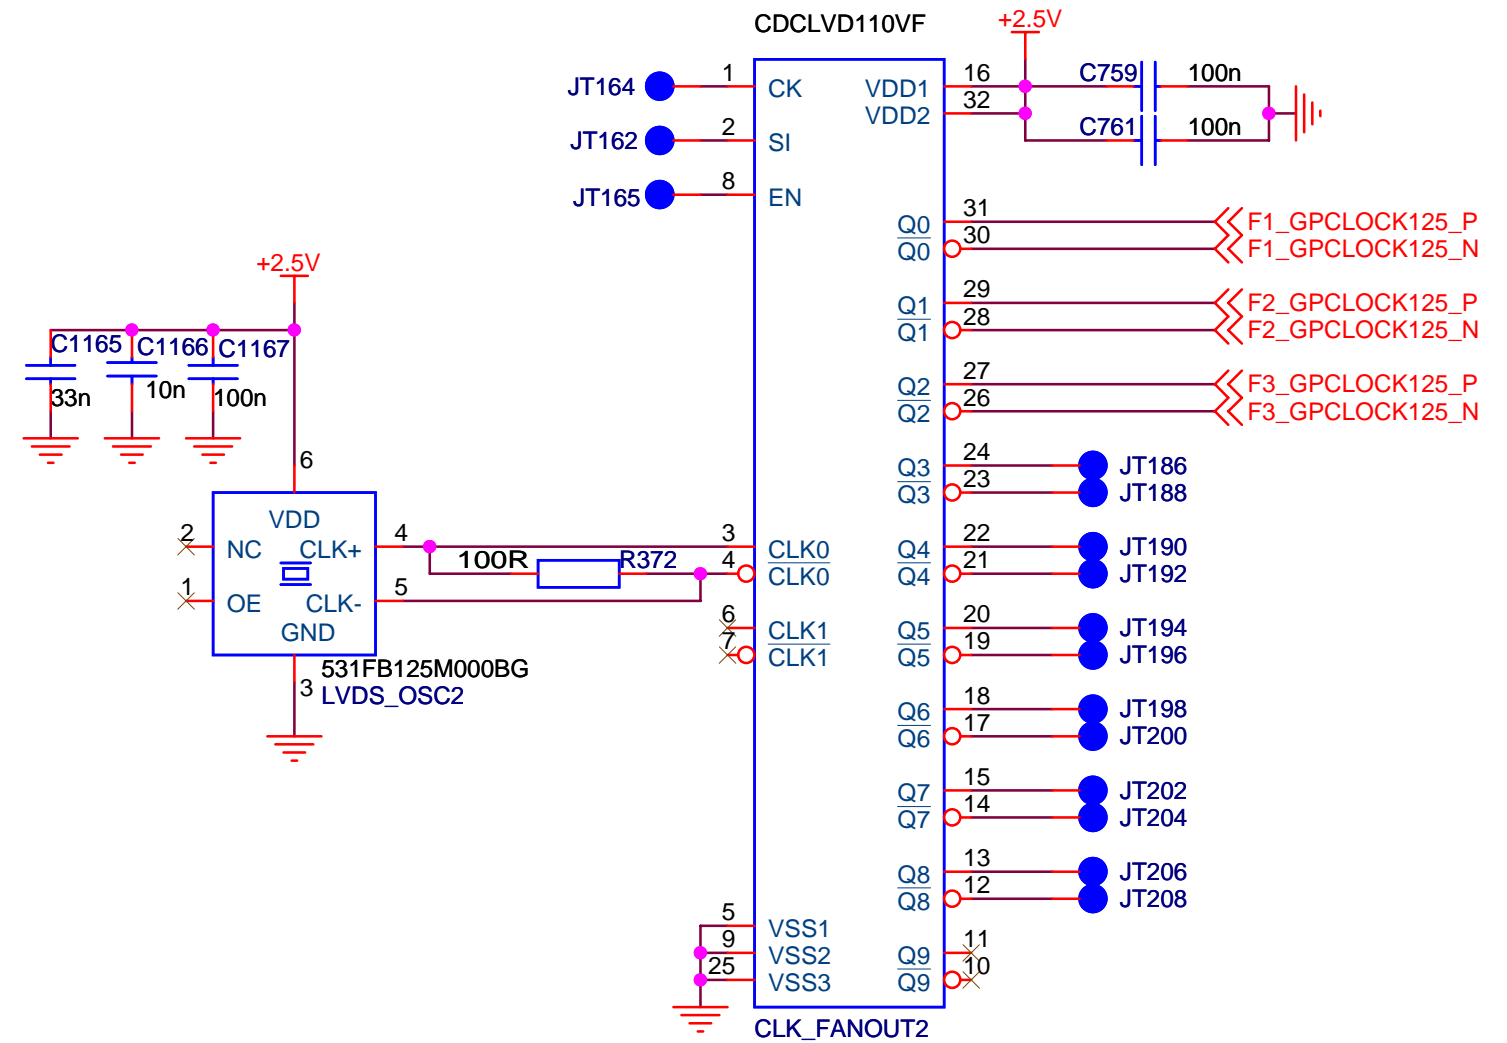 CDCLVD110VF
+2.5V
JT164
1
CK
VDD1
16
C759
100n
VDD2
32
JT162
2
SI
C761
100n
JT165
8
EN
Q0
31
F1_GPCLOCK125_P
Q0
30
F1_GPCLOCK125_N
Q1
29
F2_GPCLOCK125_P
Q1
28
F2_GPCLOCK125_N
Q2
27
F3_GPCLOCK125_P
Q2
26
F3_GPCLOCK125_N
Q3
24
JT186
Q3
23
JT188
Q4
22
JT190
Q4
21
JT192
Q5
20
JT194
Q5
19
JT196
Q6
18
JT198
Q6
17
JT200
Q7
15
JT202
Q7
14
JT204
Q8
13
JT206
Q8
12
JT208
Q9
11
Q9
10
+2.5V
C1165
C1166
C1167
33n
10n
100n
6
VDD
2
NC
CLK+
4
1
OE
CLK-
5
GND
3
531FB125M000BG
LVDS_OSC2
100R
R372
3
CLK0
4
CLK0
6
CLK1
7
CLK1
5
VSS1
9
VSS2
25
VSS3
CLK_FANOUT2